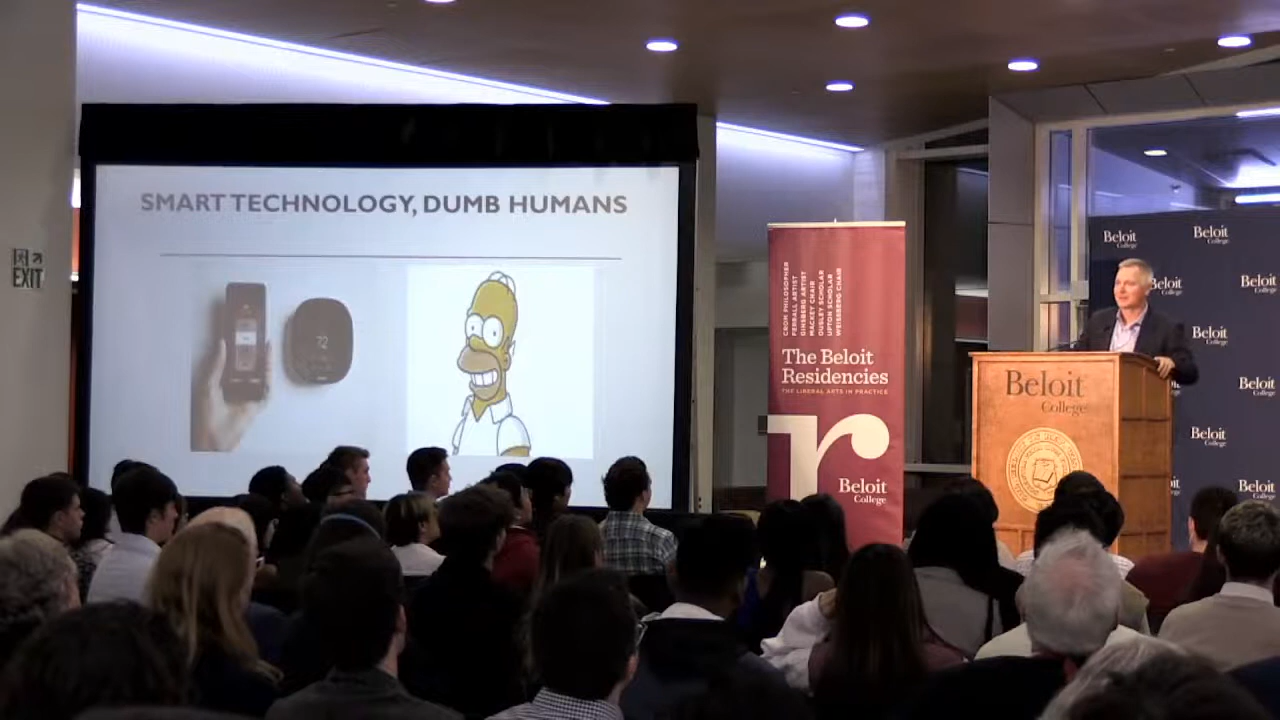 EXIT
SMART TECHNOLOGY, DUMB HUMANS
72
CROM PHILOSOPHER
FERRALL ARTIST
GINSBERG ARTIST
MACKEY CHAIR
OUSLEY SCHOLAR
UPTON SCHOLAR
WEISSBERG CHAIR
The Beloit
Residencies
THE LIBERAL ARTS IN PRACTICE
r
Beloit
College
Beloit
College
Beloit
College
Beloit
College
Beloit
College
Beloit
College
Beloit
College
Beloit
College
Beloit
College
Beloit
College